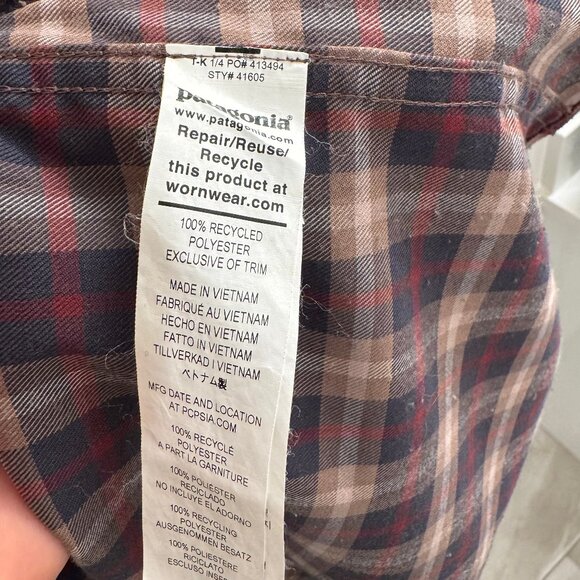 T-K 1/4 PO# 413494
STY# 41605
patagonia®
www.patagonia.com
Repair/Reuse/
Recycle
this product at
wornwear.com
100% RECYCLED
POLYESTER
EXCLUSIVE OF TRIM
MADE IN VIETNAM
FABRIQUÉ AU VIETNAM
HECHO EN VIETNAM
FATTO IN VIETNAM
TILLVERKAD I VIETNAM
ベトナム製
MFG DATE AND LOCATION
AT PCPSIA.COM
100% RECYCLÉ
POLYESTER
A PART LA GARNITURE
100% POLIÉSTER
RECICLADO
NO INCLUYE EL ADORNO
100% RECYCLING
POLYESTER
AUSGENOMMEN BESATZ
100% POLIESTERE
RICICLATO